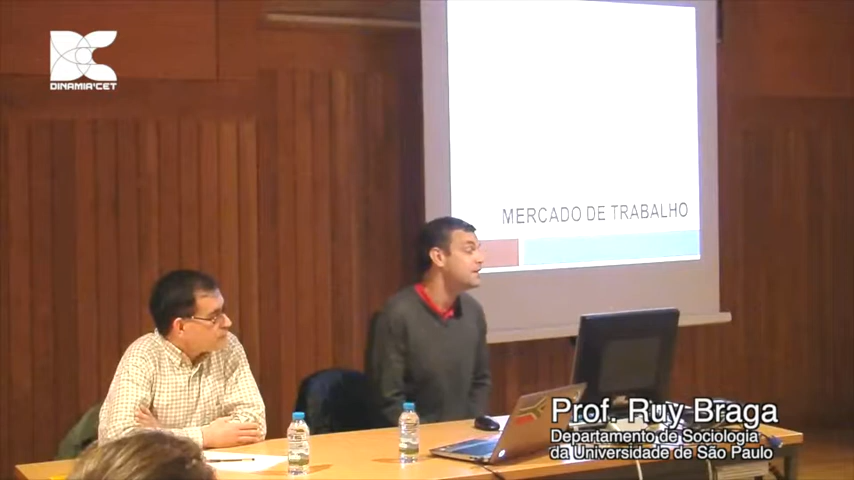 DINAMIA'CET
MERCADO DE TRABALHO
Prof. Ruy Braga
Departamento de Sociologia
da Universidade de São Paulo